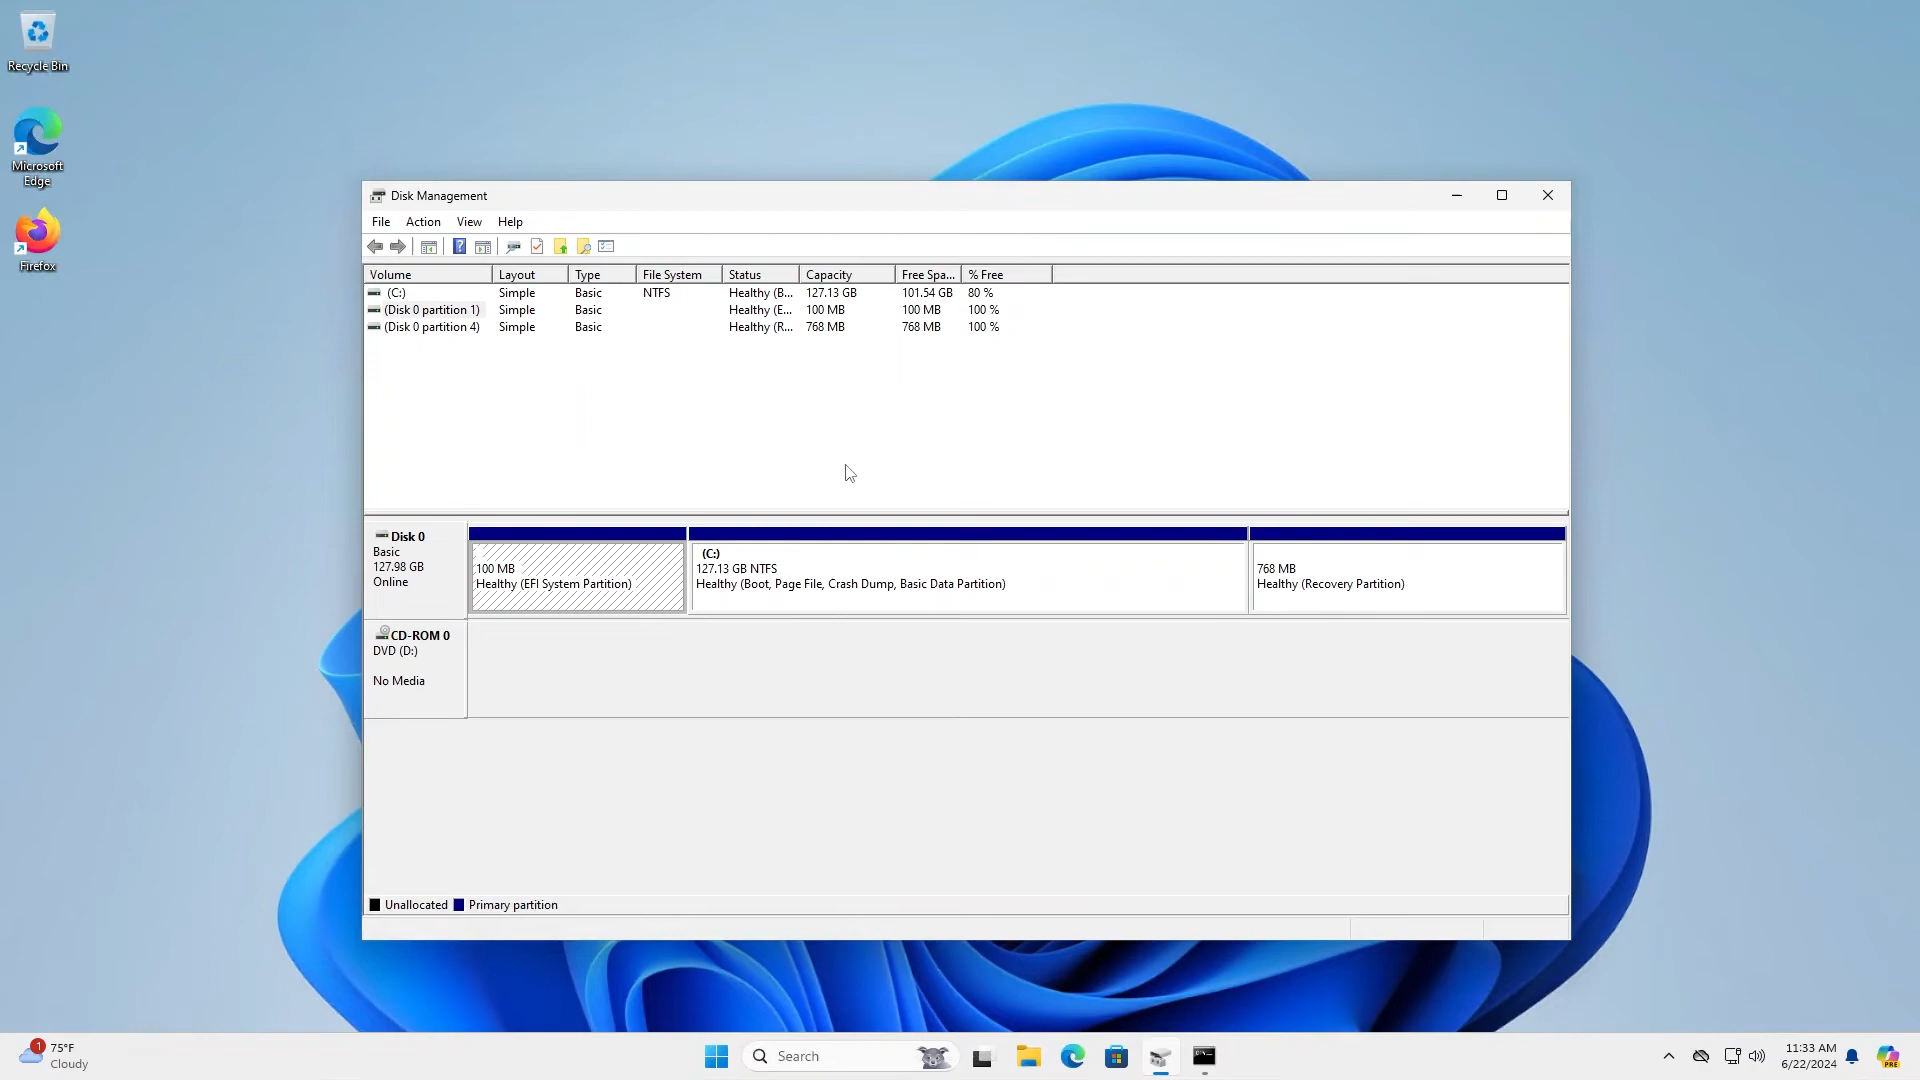 Recycle Bin
Microsoft
Edge
Firefox
Disk Management
File Action View Help
Volume Layout Type File System Status Capacity Free Spa... % Free
(C:) Simple Basic NTFS Healthy (B... 127.13 GB 101.54 GB 80 %
(Disk 0 partition 1) Simple Basic Healthy (E... 100 MB 100 MB 100 %
(Disk 0 partition 4) Simple Basic Healthy (R... 768 MB 768 MB 100 %
Disk 0
Basic
127.98 GB
Online
100 MB
Healthy (EFI System Partition)
(C:)
127.13 GB NTFS
Healthy (Boot, Page File, Crash Dump, Basic Data Partition)
768 MB
Healthy (Recovery Partition)
CD-ROM 0
DVD (D:)
No Media
Unallocated Primary partition
1
75°F
Cloudy
Search
11:33 AM
6/22/2024
PRE